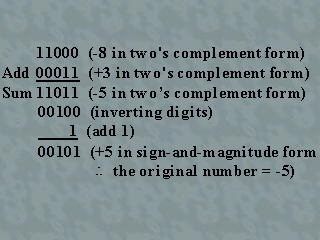 11000 (-8 in two's complement form)
Add 00011 (+3 in two's complement form)
Sum 11011 (-5 in two’s complement form)
00100 (inverting digits)
1 (add 1)
00101 (+5 in sign-and-magnitude form
∴ the original number = -5)